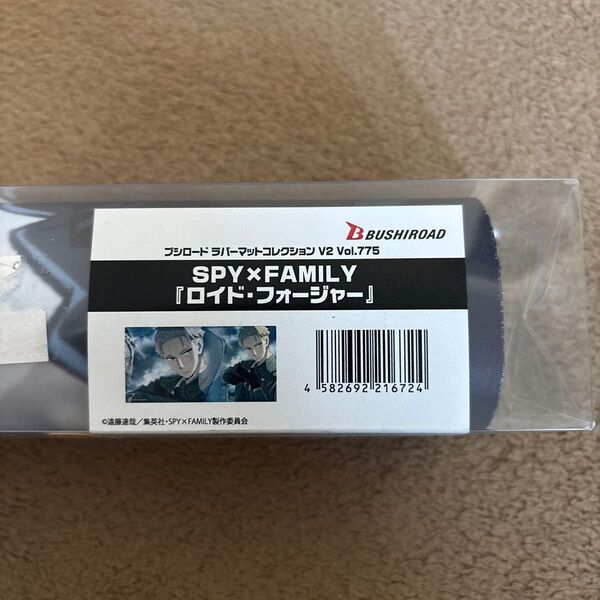 BUSHIROAD
ブシロード ラバーマットコレクション V2 Vol.775
SPY×FAMILY
『ロイド・フォージャー』
4 582692 216724
©遠藤達哉／集英社・SPY×FAMILY製作委員会